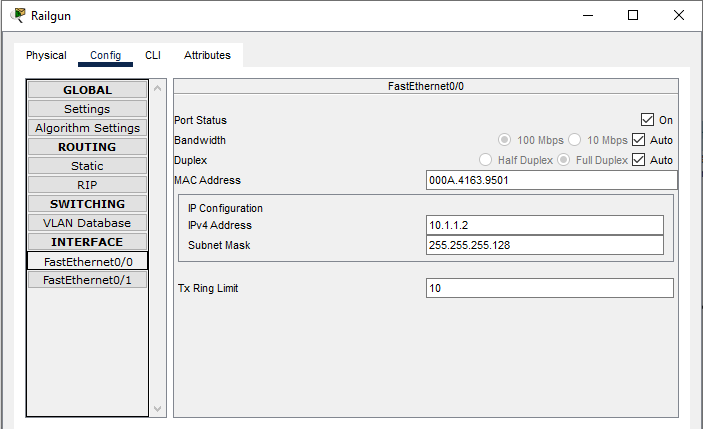 Railgun
Physical Config CLI Attributes
GLOBAL
Settings
Algorithm Settings
ROUTING
Static
RIP
SWITCHING
VLAN Database
INTERFACE
FastEthernet0/0
FastEthernet0/1
FastEthernet0/0
Port Status On
Bandwidth 100 Mbps 10 Mbps Auto
Duplex Half Duplex Full Duplex Auto
MAC Address 000A.4163.9501
IP Configuration
IPv4 Address 10.1.1.2
Subnet Mask 255.255.255.128
Tx Ring Limit 10